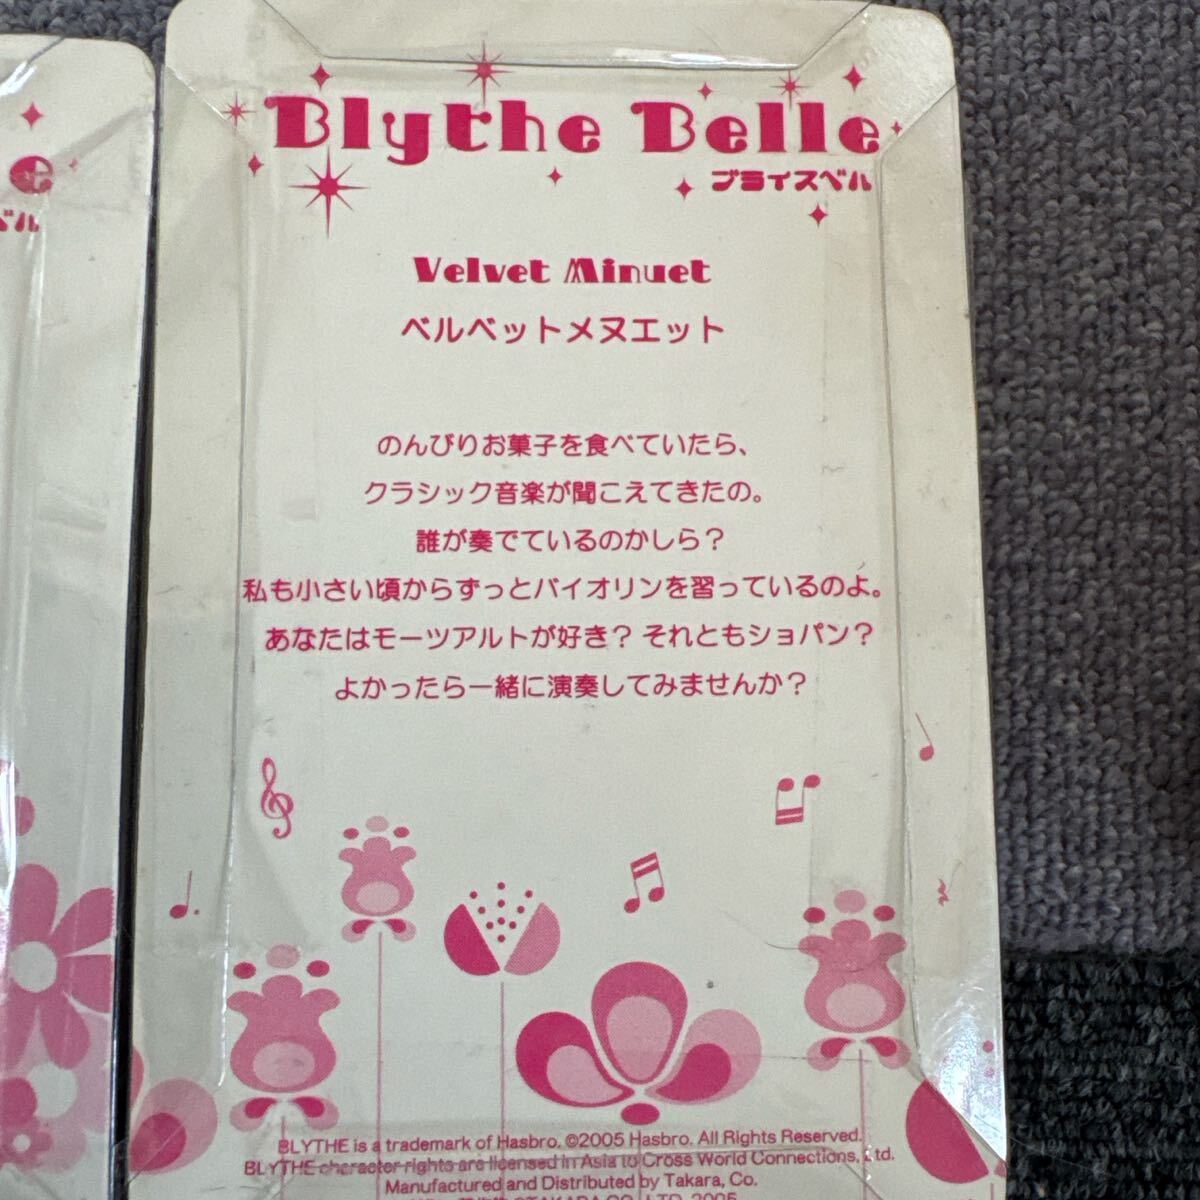 Blythe Belle
ブライスベル
Velvet Minuet
ベルベットメヌエット
のんびりお菓子を食べていたら、
クラシック音楽が聞こえてきたの。
誰が奏でているのかしら？
私も小さい頃からずっとバイオリンを習っているのよ。
あなたはモーツアルトが好き？それともショパン？
よかったら一緒に演奏してみませんか？
BLYTHE is a trademark of Hasbro. ©2005 Hasbro. All Rights Reserved.
BLYTHE character rights are licensed in Asia to Cross World Connections, Ltd.
Manufactured and Distributed by Takara, Co.
©TAKARA CO., LTD. 2005
e
ベル